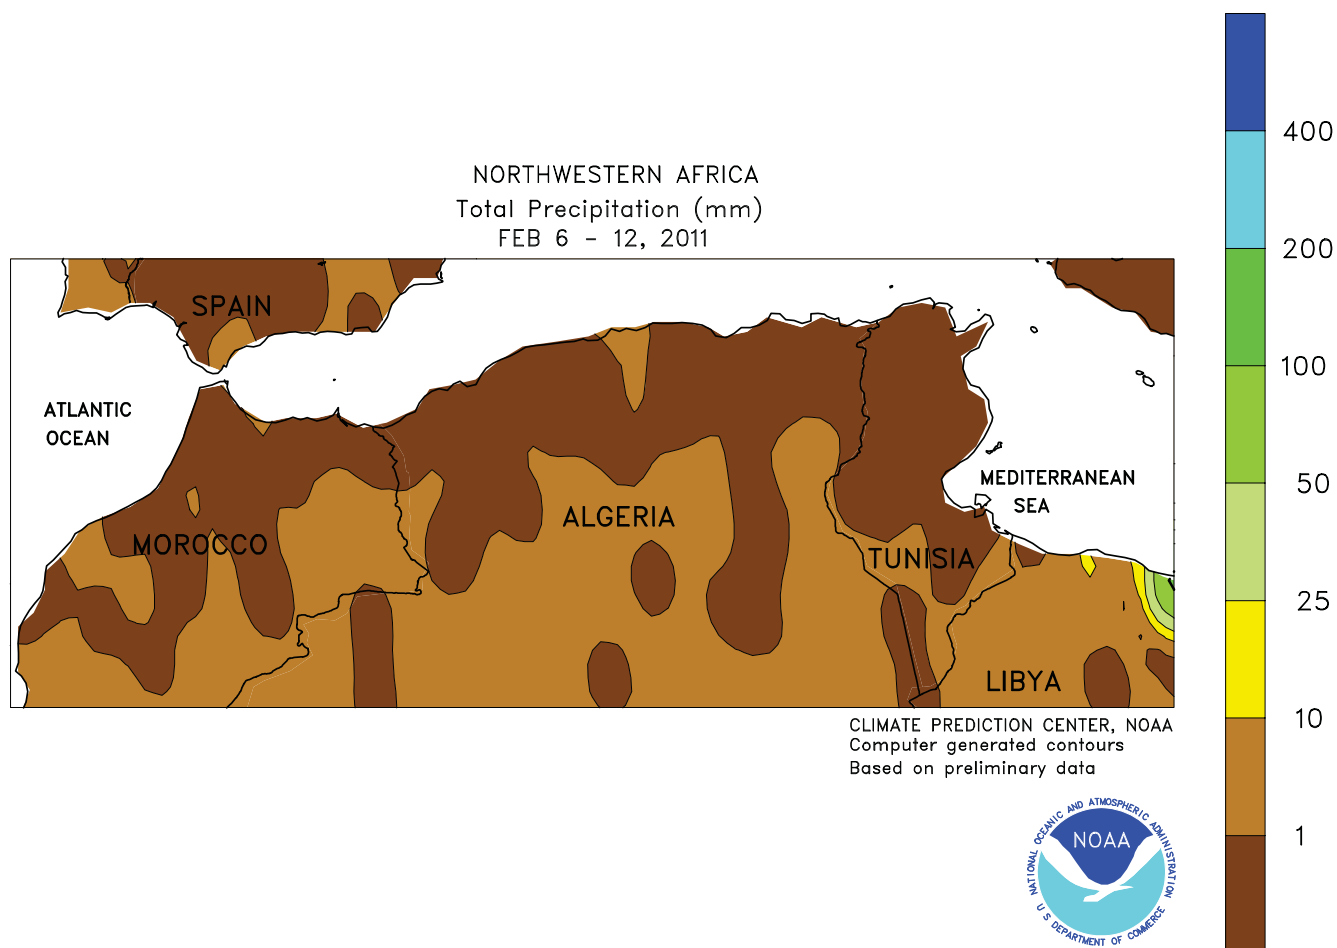 NORTHWESTERN AFRICA
Total Precipitation (mm)
FEB 6 - 12, 2011
SPAIN
ATLANTIC
OCEAN
MEDITERRANEAN
SEA
ALGERIA
MOROCCO
TUNISIA
LIBYA
400
200
100
50
25
10
1
CLIMATE PREDICTION CENTER, NOAA
Computer generated contours
Based on preliminary data
NATIONAL OCEANIC AND ATMOSPHERIC ADMINISTRATION
NOAA
U S DEPARTMENT OF COMMERCE